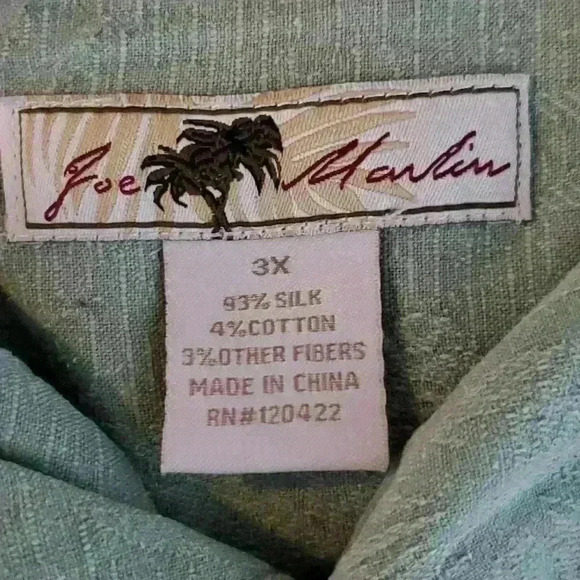 Joe Marlin
3X
93% SILK
4%COTTON
3%OTHER FIBERS
MADE IN CHINA
RN#120422